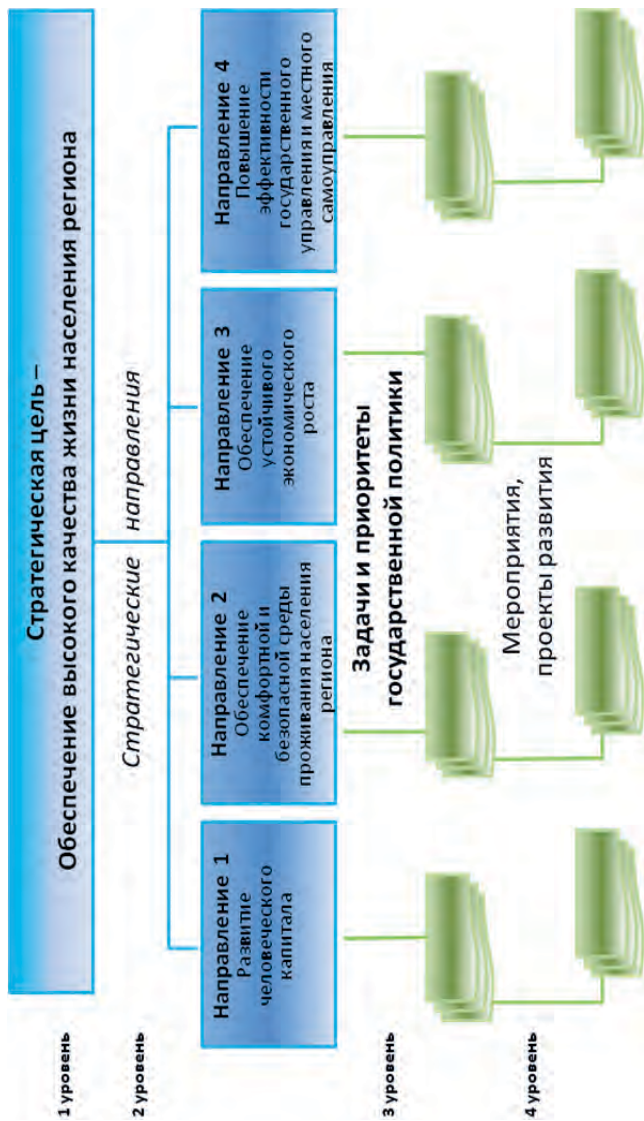 1 уровень
Стратегическая цель –
Обеспечение высокого качества жизни населения региона
2 уровень
Стратегические направления
Направление 1
Развитие
человеческого
капитала
Направление 2
Обеспечение
комфортной и
безопасной среды
проживания населения
региона
Направление 3
Обеспечение
устойчивого
экономического
роста
Направление 4
Повышение
эффективности
государственного
управления и местного
самоуправления
3 уровень
Задачи и приоритеты
государственной политики
4 уровень
Мероприятия,
проекты развития